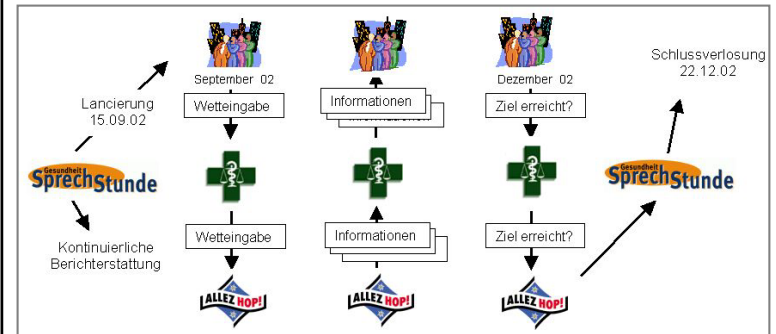 September 02
Dezember 02
Schlussverlosung
22.12.02
Lancierung
15.09.02
Wetteingabe
Informationen
Informationen
Ziel erreicht?
Gesundheit
SprechStunde
Gesundheit
SprechStunde
Kontinuierliche
Berichterstattung
Wetteingabe
Informationen
Ziel erreicht?
ALLEZ HOP!
ALLEZ HOP!
ALLEZ HOP!